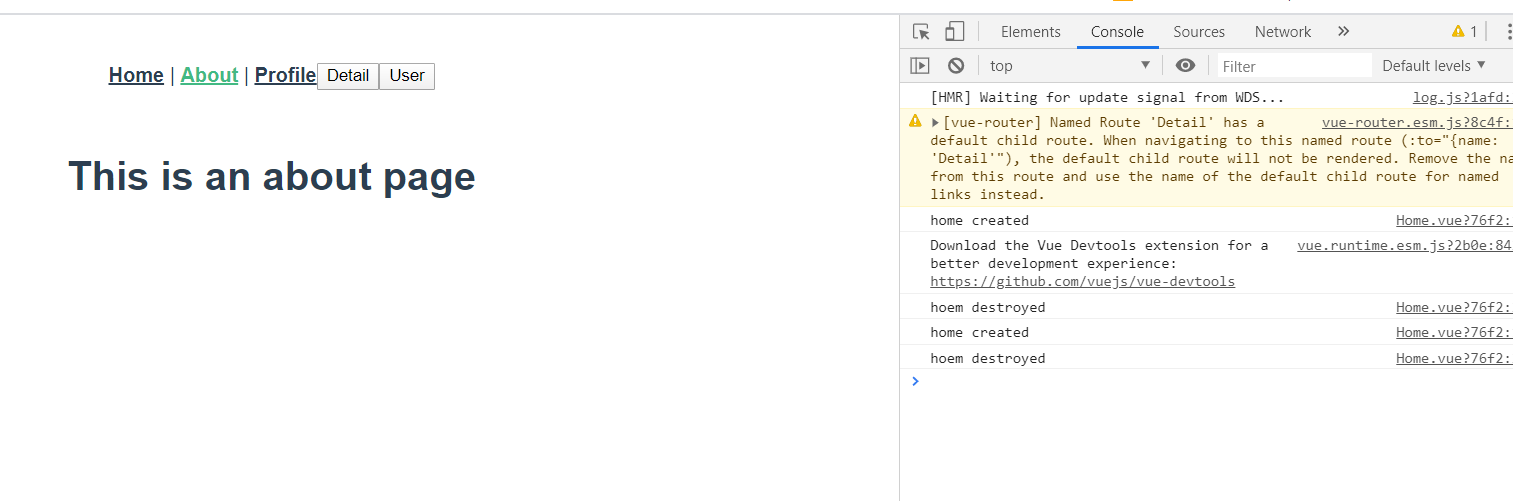 Home | About | Profile Detail User
This is an about page
Elements Console Sources Network » 1
top Filter Default levels
[HMR] Waiting for update signal from WDS... log.js?1afd:
[vue-router] Named Route 'Detail' has a vue-router.esm.js?8c4f:
default child route. When navigating to this named route (:to="{name:
'Detail'"), the default child route will not be rendered. Remove the na
from this route and use the name of the default child route for named
links instead.
home created Home.vue?76f2:
Download the Vue Devtools extension for a vue.runtime.esm.js?2b0e:84
better development experience:
https://github.com/vuejs/vue-devtools
hoem destroyed Home.vue?76f2:
home created Home.vue?76f2:
hoem destroyed Home.vue?76f2: